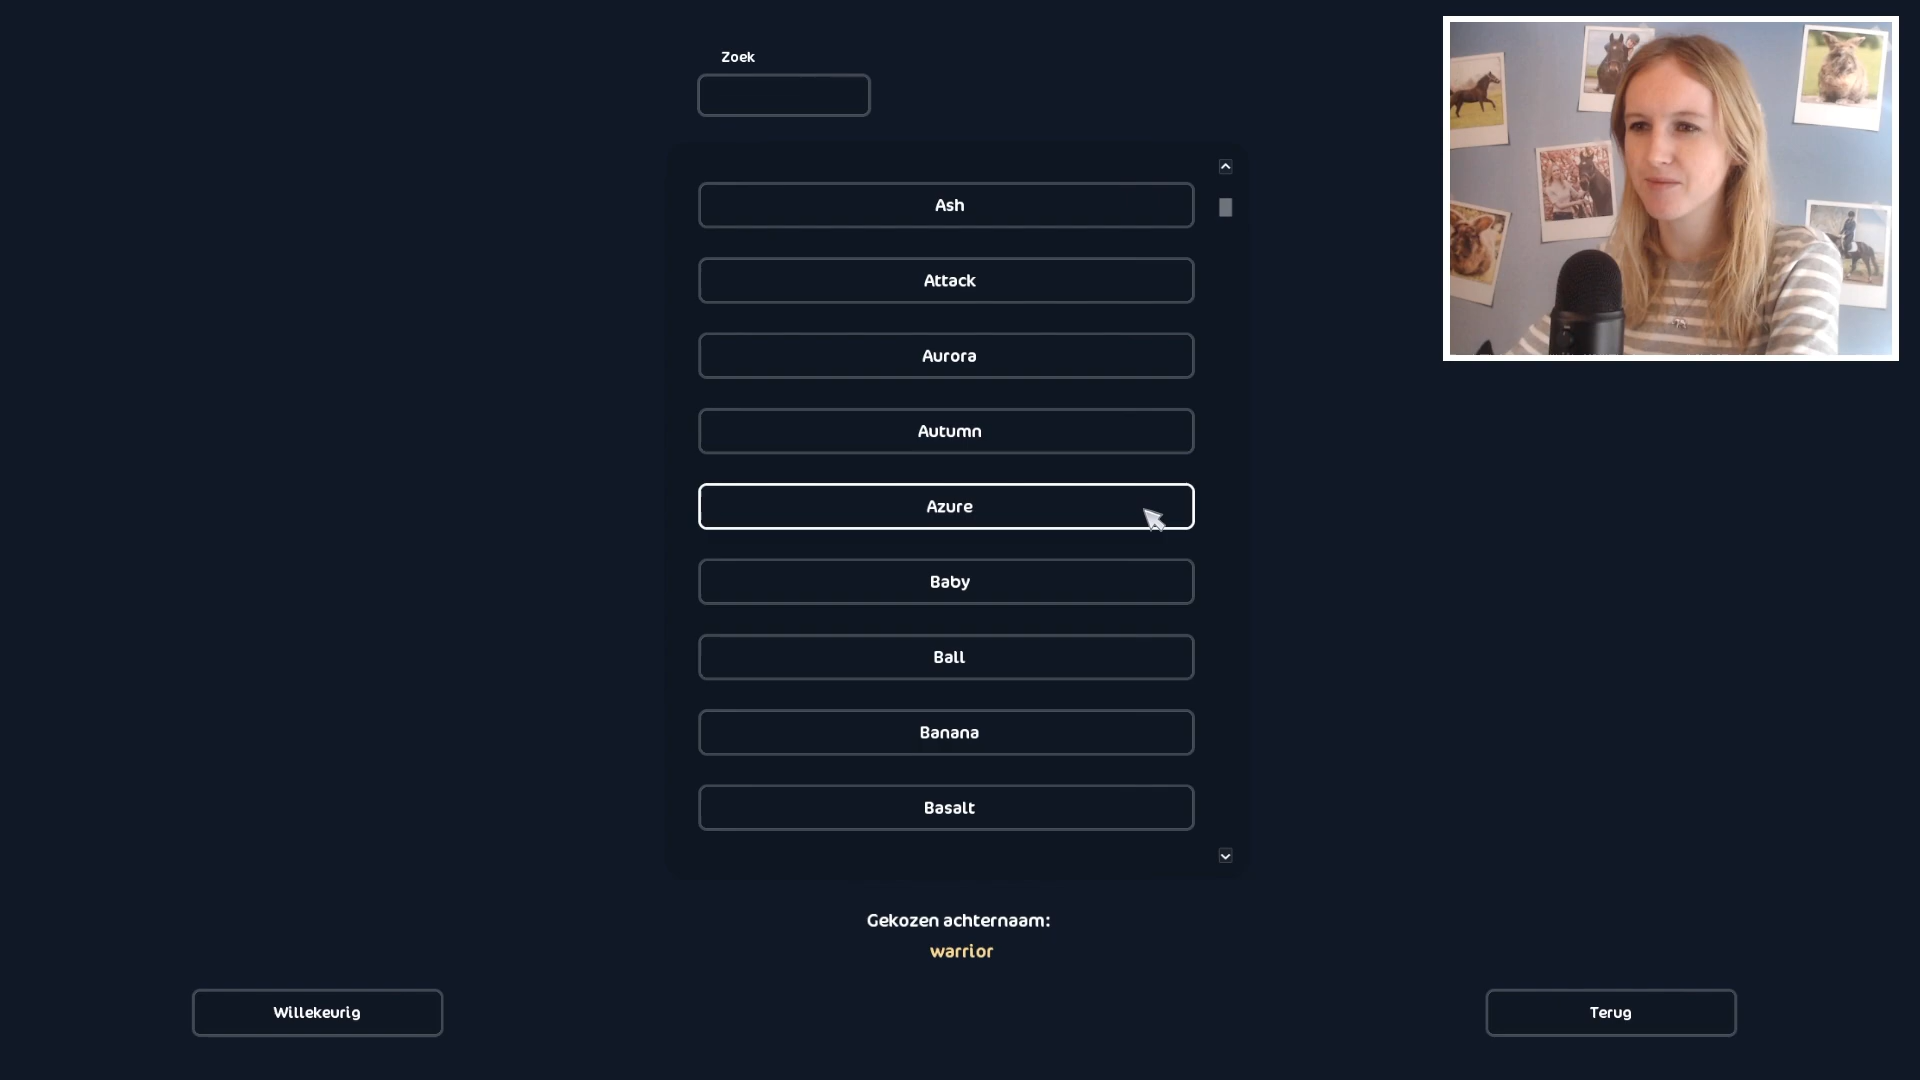 Zoek
Ash
Attack
Aurora
Autumn
Azure
Baby
Ball
Banana
Basalt
Gekozen achternaam:
warrior
Willekeurig
Terug